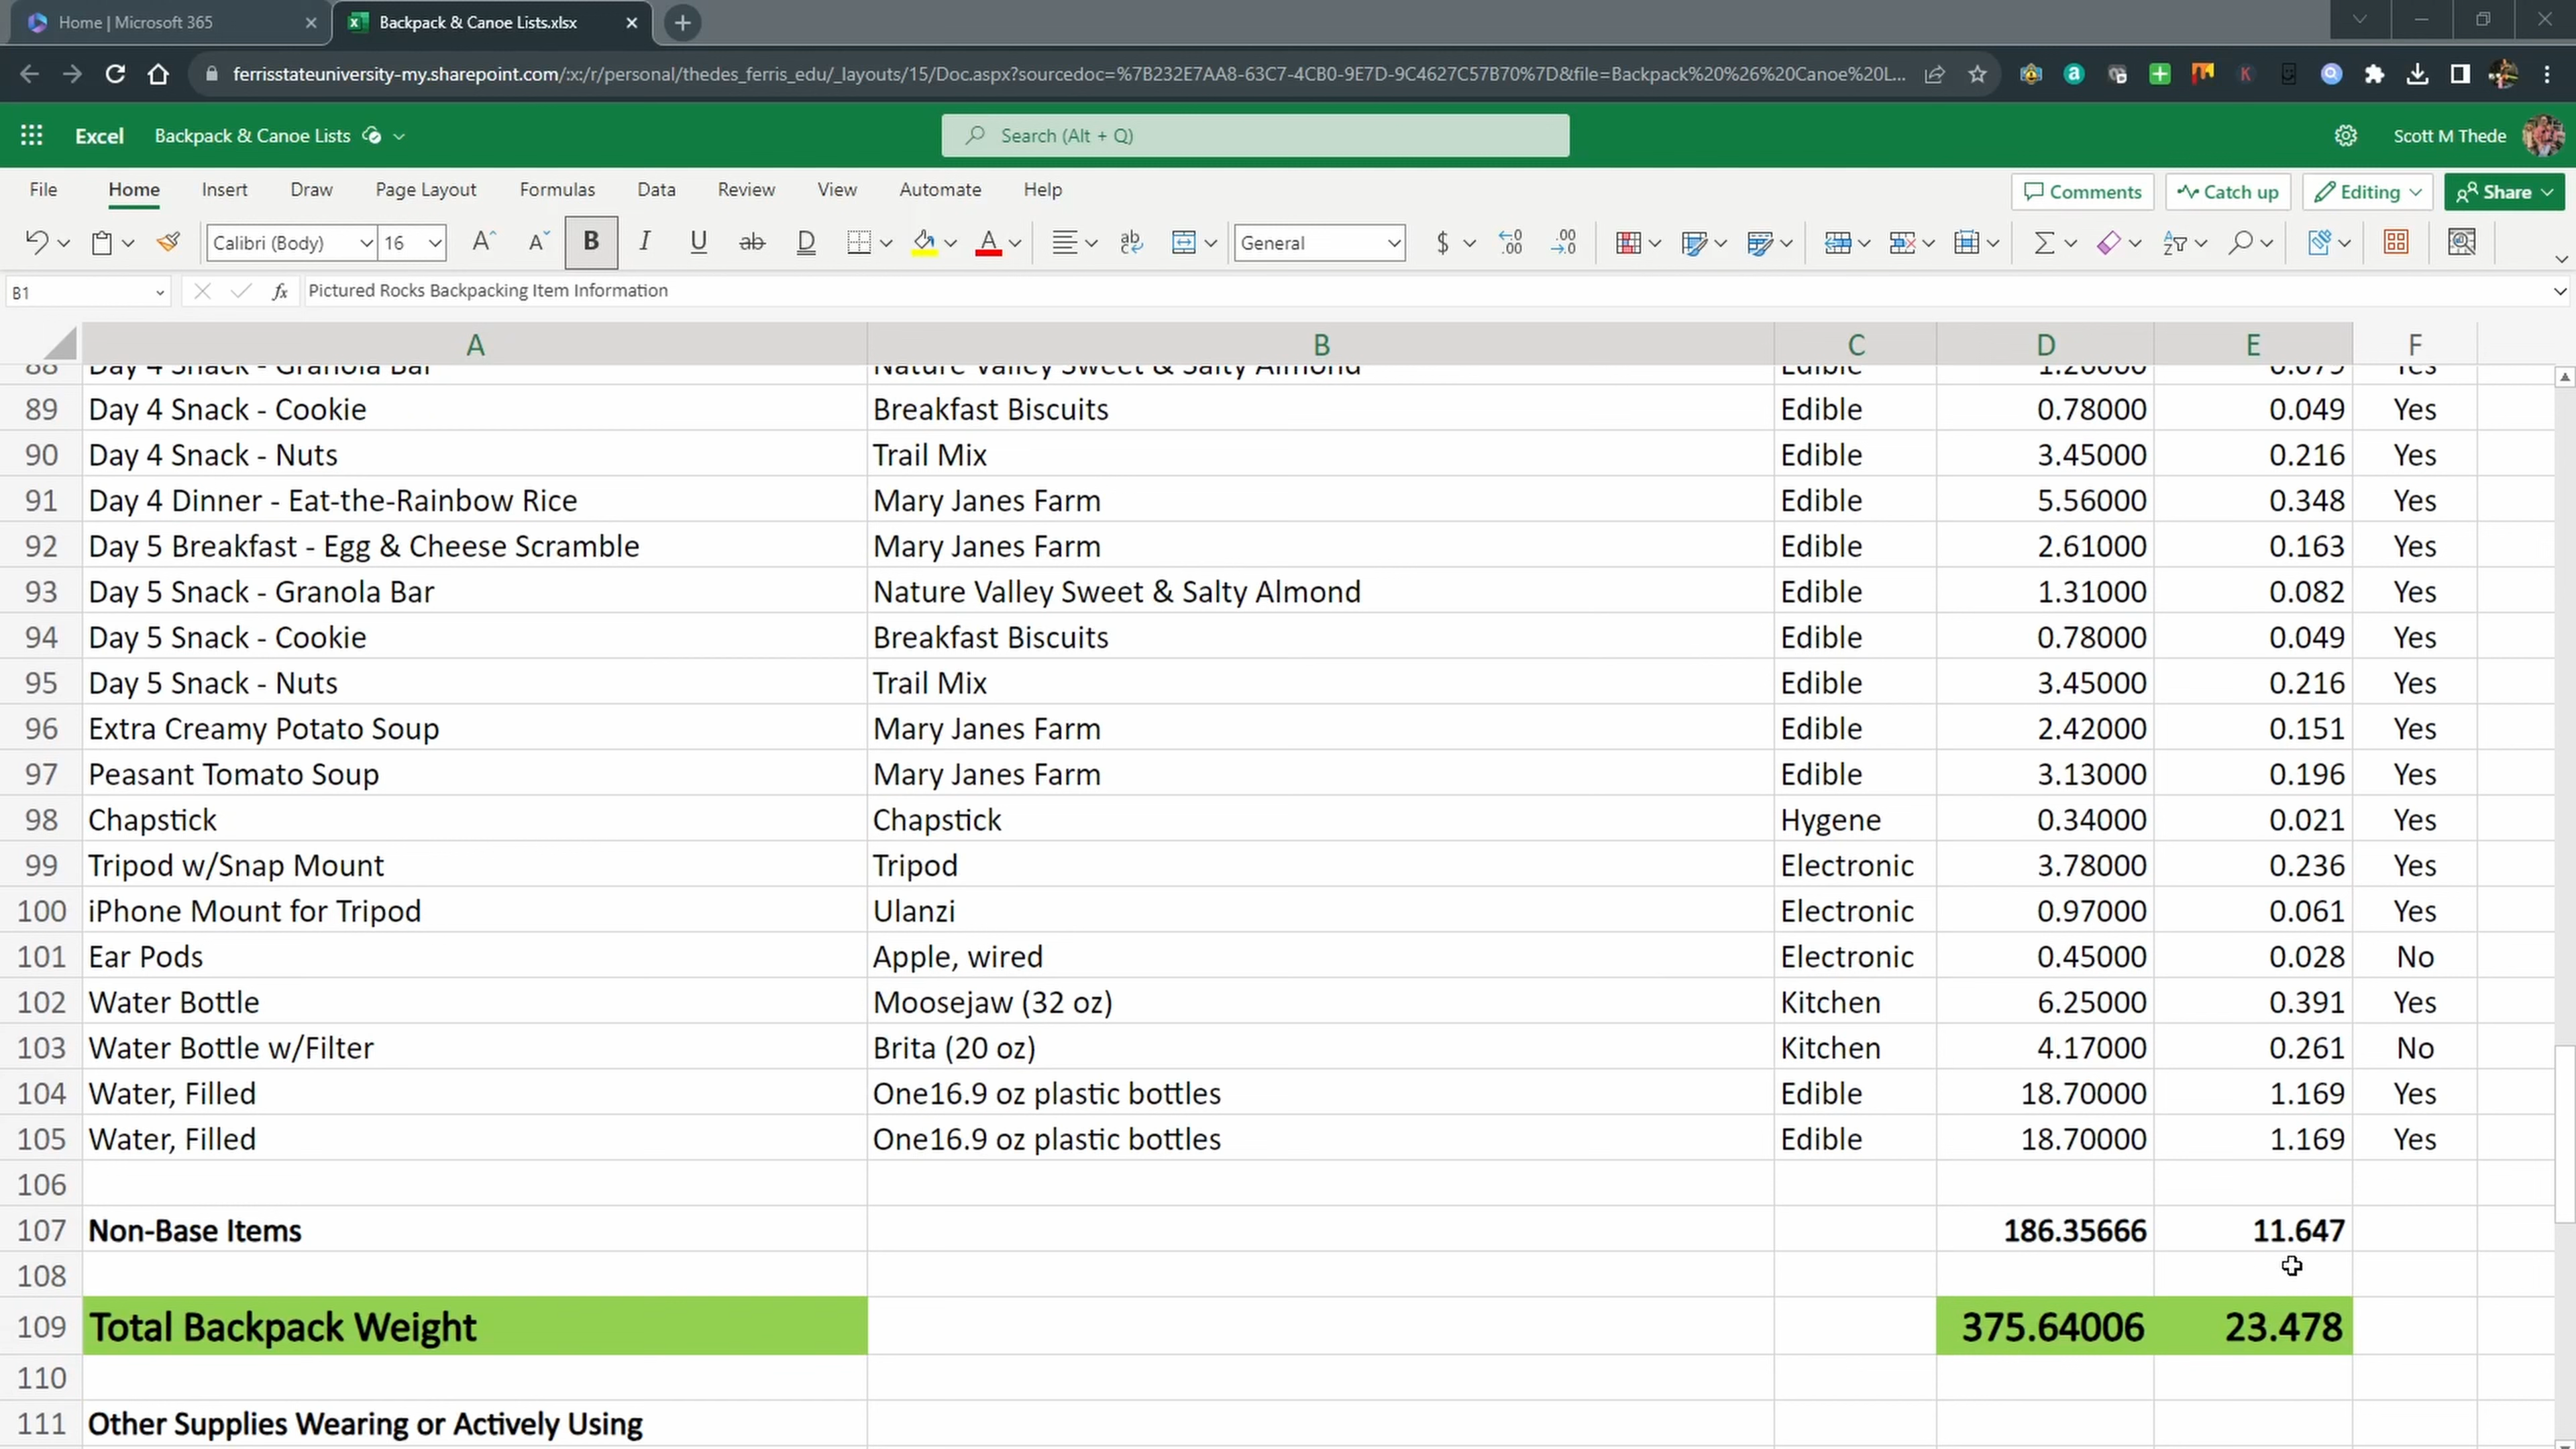 Home | Microsoft 365
Backpack & Canoe Lists.xlsx
ferrisstateuniversity-my.sharepoint.com/:x:/r/personal/thedes_ferris_edu/_layouts/15/Doc.aspx?sourcedoc=%7B232E7AA8-63C7-4CB0-9E7D-9C4627C57B70%7D&file=Backpack%20%26%20Canoe%20L...
Excel Backpack & Canoe Lists Search (Alt + Q) Scott M Thede
File Home Insert Draw Page Layout Formulas Data Review View Automate Help Comments Catch up Editing Share
Calibri (Body) 16 B I U ab D A ab General $ .00 .00
B1 fx Pictured Rocks Backpacking Item Information
A B C D E F
88 Day 4 Snack - Granola Bar Nature Valley Sweet & Salty Almond Edible 1.26000 0.079 Yes
89 Day 4 Snack - Cookie Breakfast Biscuits Edible 0.78000 0.049 Yes
90 Day 4 Snack - Nuts Trail Mix Edible 3.45000 0.216 Yes
91 Day 4 Dinner - Eat-the-Rainbow Rice Mary Janes Farm Edible 5.56000 0.348 Yes
92 Day 5 Breakfast - Egg & Cheese Scramble Mary Janes Farm Edible 2.61000 0.163 Yes
93 Day 5 Snack - Granola Bar Nature Valley Sweet & Salty Almond Edible 1.31000 0.082 Yes
94 Day 5 Snack - Cookie Breakfast Biscuits Edible 0.78000 0.049 Yes
95 Day 5 Snack - Nuts Trail Mix Edible 3.45000 0.216 Yes
96 Extra Creamy Potato Soup Mary Janes Farm Edible 2.42000 0.151 Yes
97 Peasant Tomato Soup Mary Janes Farm Edible 3.13000 0.196 Yes
98 Chapstick Chapstick Hygene 0.34000 0.021 Yes
99 Tripod w/Snap Mount Tripod Electronic 3.78000 0.236 Yes
100 iPhone Mount for Tripod Ulanzi Electronic 0.97000 0.061 Yes
101 Ear Pods Apple, wired Electronic 0.45000 0.028 No
102 Water Bottle Moosejaw (32 oz) Kitchen 6.25000 0.391 Yes
103 Water Bottle w/Filter Brita (20 oz) Kitchen 4.17000 0.261 No
104 Water, Filled One16.9 oz plastic bottles Edible 18.70000 1.169 Yes
105 Water, Filled One16.9 oz plastic bottles Edible 18.70000 1.169 Yes
106
107 Non-Base Items 186.35666 11.647
108
109 Total Backpack Weight 375.64006 23.478
110
111 Other Supplies Wearing or Actively Using